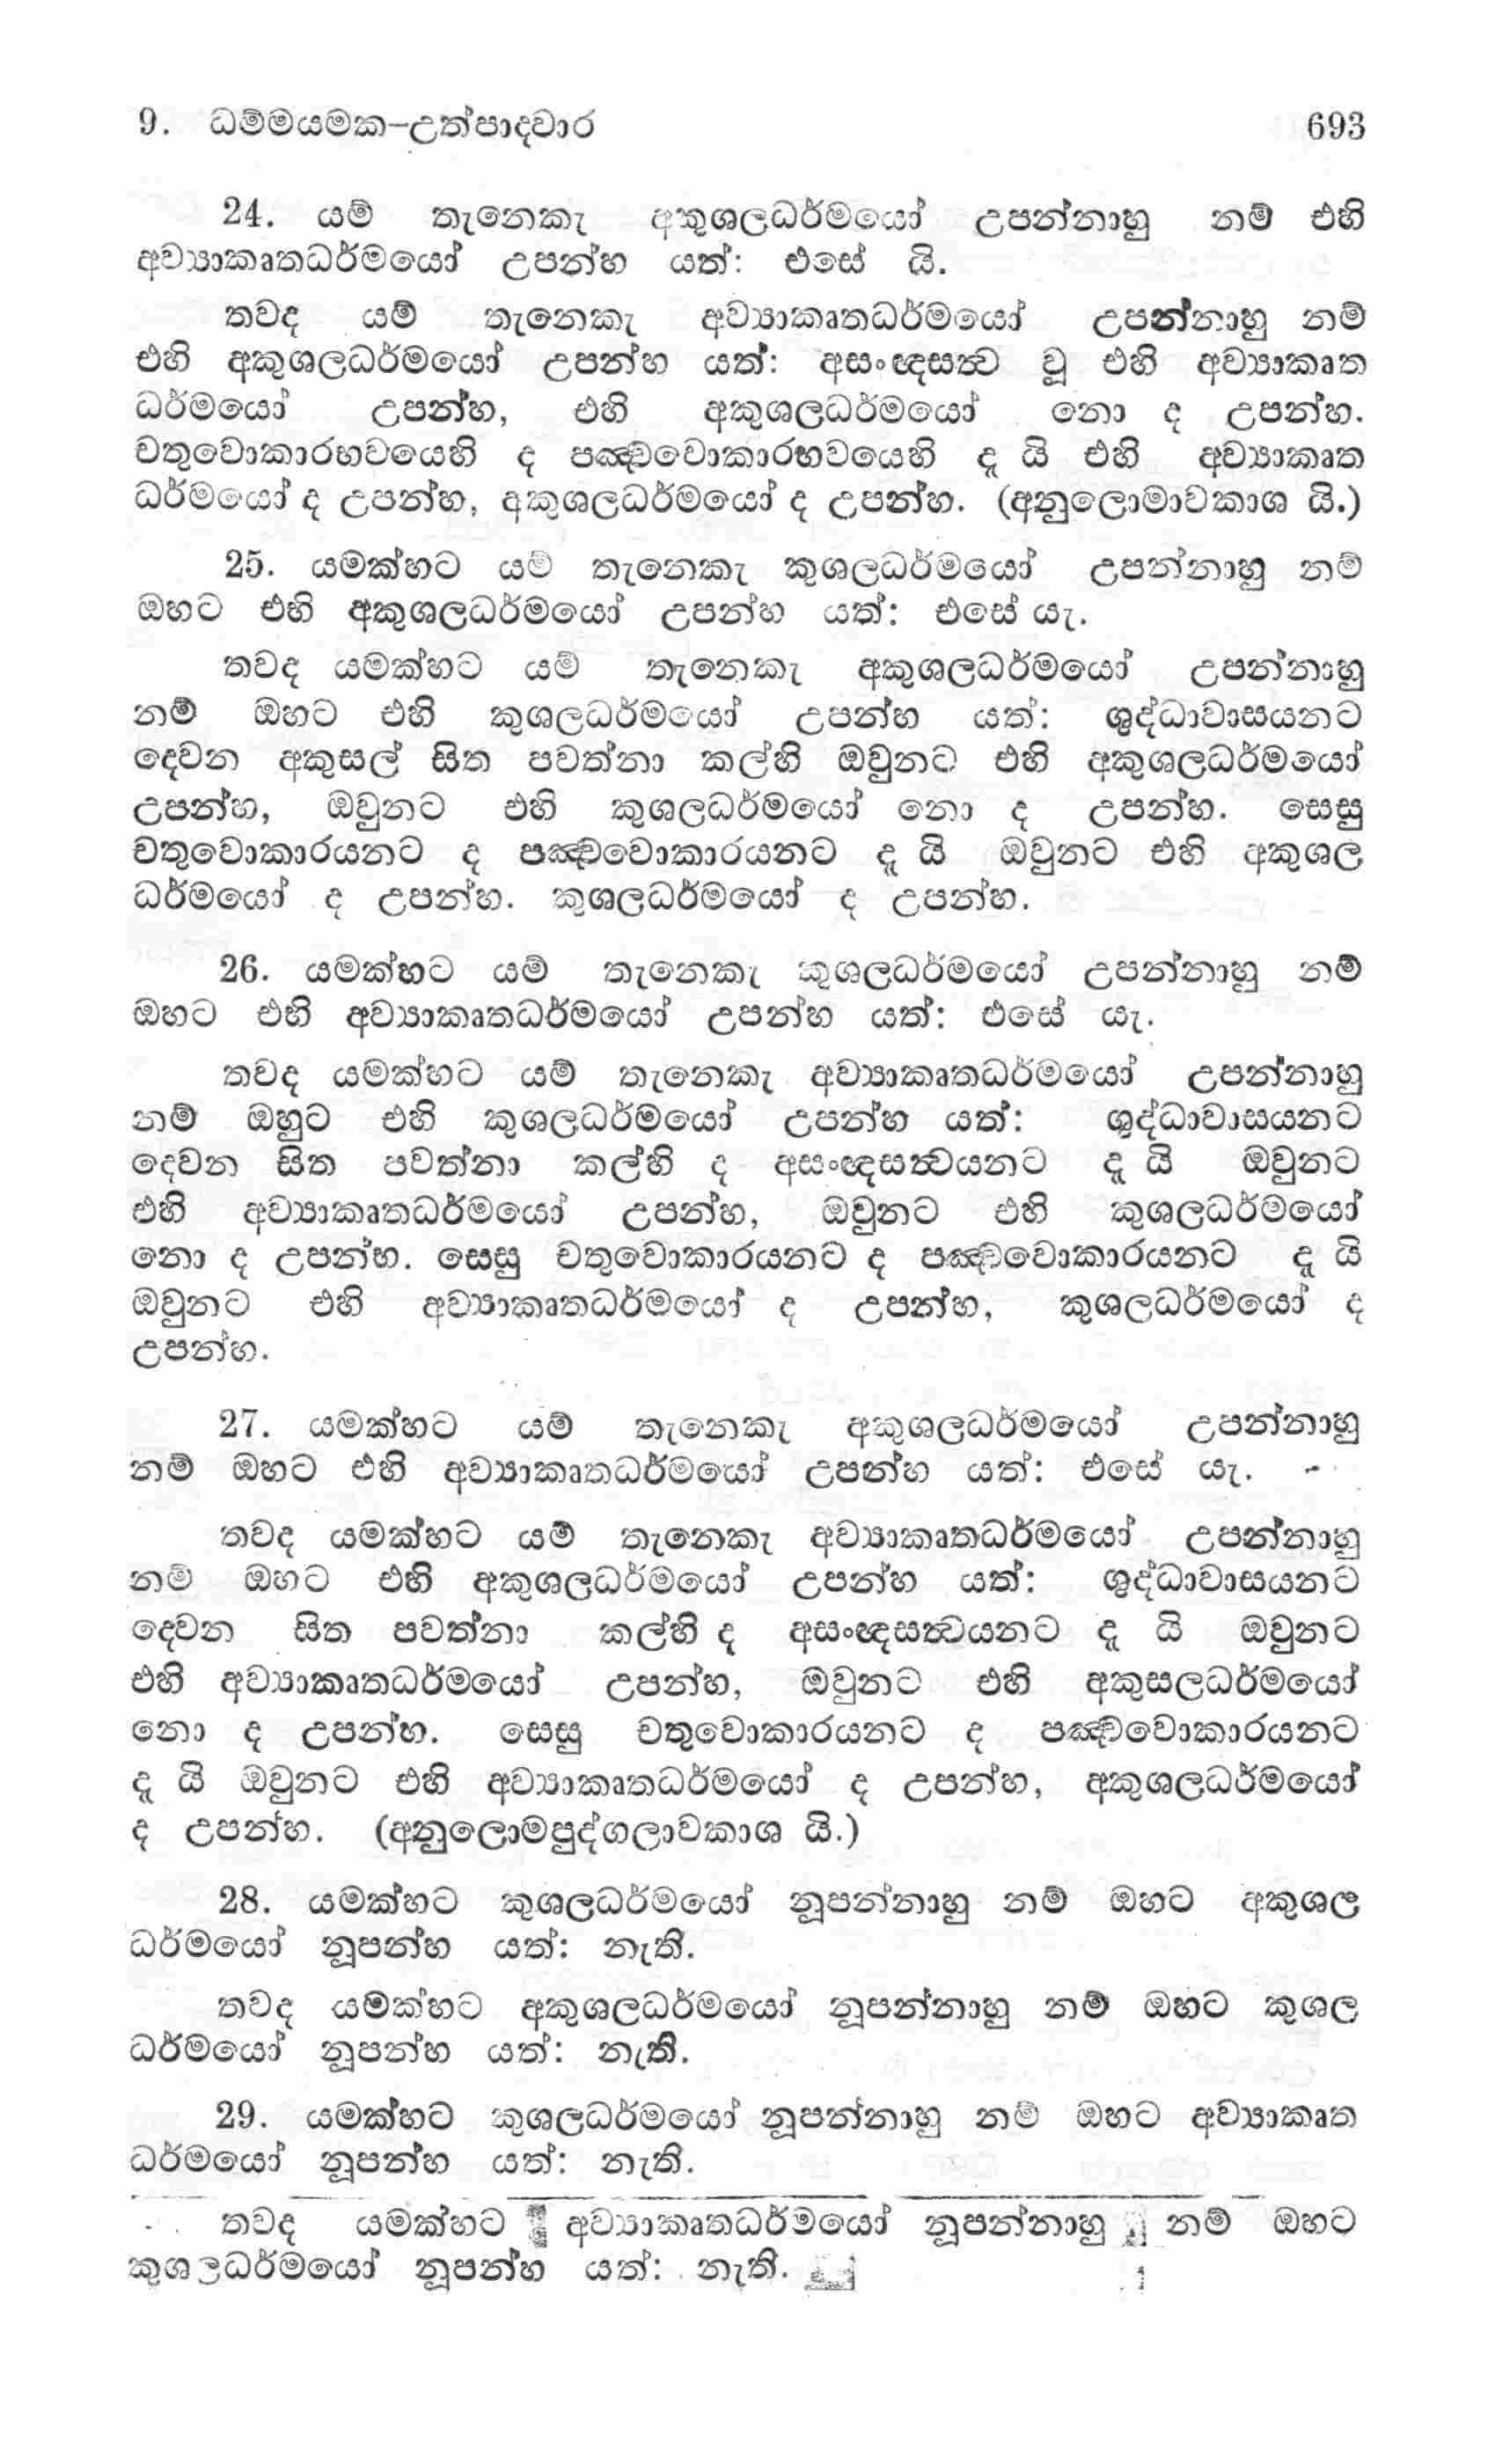 9. ධම්මයමක–උත්පාදවාර 693
24. යම් තැනෙකැ අකුශලධර්මයෝ උපන්නාහු නම් එහි
අව්‍යාකෘතධර්මයෝ උපන්හ යත්: එසේ යි.
තවද යම් තැනෙකැ අව්‍යාකෘතධර්මයෝ උපන්නාහු නම්
එහි අකුශලධර්මයෝ උපන්හ යත්: අසංඥසත්‍ව වූ එහි අව්‍යාකෘත
ධර්මයෝ උපන්හ, එහි අකුශලධර්මයෝ නො ද උපන්හ.
චතුවොකාරභවයෙහි ද පඤ්චවොකාරභවයෙහි දු යි එහි අව්‍යාකෘත
ධර්මයෝ ද උපන්හ, අකුශලධර්මයෝ ද උපන්හ. (අනුලොමාවකාශ යි.)
25. යමක්හට යම් තැනෙකැ කුශලධර්මයෝ උපන්නාහු නම්
ඔහට එහි අකුශලධර්මයෝ උපන්හ යත්: එසේ යැ.
තවද යමක්හට යම් තැනෙකැ අකුශලධර්මයෝ උපන්නාහු
නම් ඔහට එහි කුශලධර්මයෝ උපන්හ යත්: ශුද්ධාවාසයනට
දෙවන අකුසල් සිත පවත්නා කල්හි ඔවුනට එහි අකුශලධර්මයෝ
උපන්හ, ඔවුනට එහි කුශලධර්මයෝ නො ද උපන්හ. සෙසු
චතුවොකාරයනට ද පඤ්චවොකාරයනට දු යි ඔවුනට එහි අකුශල
ධර්මයෝ ද උපන්හ. කුශලධර්මයෝ ද උපන්හ.
26. යමක්හට යම් තැනෙකැ කුශලධර්මයෝ උපන්නාහු නම්
ඔහට එහි අව්‍යාකෘතධර්මයෝ උපන්හ යත්: එසේ යැ.
තවද යමක්හට යම් තැනෙකැ අව්‍යාකෘතධර්මයෝ උපන්නාහු
නම් ඔහුට එහි කුශලධර්මයෝ උපන්හ යත්: ශුද්ධාවාසයනට
දෙවන සිත පවත්නා කල්හි ද අසංඥසත්‍වයනට දු යි ඔවුනට
එහි අව්‍යාකෘතධර්මයෝ උපන්හ, ඔවුනට එහි කුශලධර්මයෝ
නො ද උපන්හ. සෙසු චතුවොකාරයනට ද පඤ්චවොකාරයනට දු යි
ඔවුනට එහි අව්‍යාකෘතධර්මයෝ ද උපන්හ, කුශලධර්මයෝ ද
උපන්හ.
27. යමක්හට යම් තැනෙකැ අකුශලධර්මයෝ උපන්නාහු
නම් ඔහට එහි අව්‍යාකෘතධර්මයෝ උපන්හ යත්: එසේ යැ.
තවද යමක්හට යම් තැනෙකැ අව්‍යාකෘතධර්මයෝ උපන්නාහු
නම් ඔහට එහි අකුශලධර්මයෝ උපන්හ යත්: ශුද්ධාවාසයනට
දෙවන සිත පවත්නා කල්හි ද අසංඥසත්‍වයනට දු යි ඔවුනට
එහි අව්‍යාකෘතධර්මයෝ උපන්හ, ඔවුනට එහි අකුසලධර්මයෝ
නො ද උපන්හ. සෙසු චතුවොකාරයනට ද පඤ්චවොකාරයනට
දු යි ඔවුනට එහි අව්‍යාකෘතධර්මයෝ ද උපන්හ, අකුශලධර්මයෝ
ද උපන්හ. (අනුලොමපුද්ගලාවකාශ යි.)
28. යමක්හට කුශලධර්මයෝ නූපන්නාහු නම් ඔහට අකුශල
ධර්මයෝ නූපන්හ යත්: නැති.
තවද යමක්හට අකුශලධර්මයෝ නූපන්නාහු නම් ඔහට කුශල
ධර්මයෝ නූපන්හ යත්: නැති.
29. යමක්හට කුශලධර්මයෝ නූපන්නාහු නම් ඔහට අව්‍යාකෘත
ධර්මයෝ නූපන්හ යත්: නැති.
තවද යමක්හට අව්‍යාකෘතධර්මයෝ නූපන්නාහු නම් ඔහට
කුශලධර්මයෝ නූපන්හ යත්: නැති.